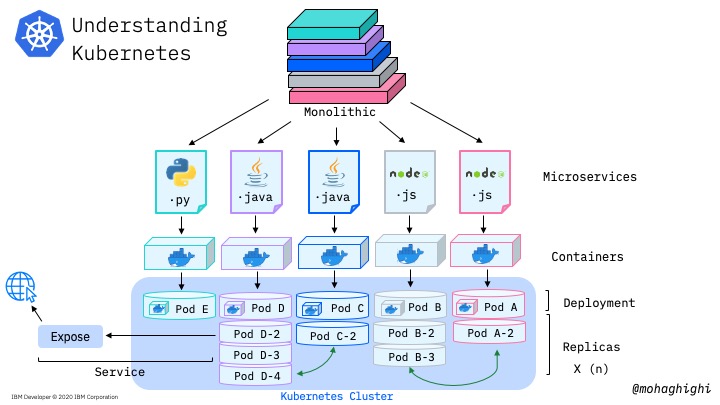 Understanding
Kubernetes
Monolithic
Microservices
.py
.java
.java
node
.js
node
.js
Containers
Pod E
Pod D
Pod C
Pod B
Pod A
Deployment
Pod D-2
Pod C-2
Pod B-2
Pod A-2
Expose
Pod D-3
Pod B-3
Replicas
X (n)
Pod D-4
Service
Kubernetes Cluster
@mohaghighi
IBM Developer © 2020 IBM Corporation